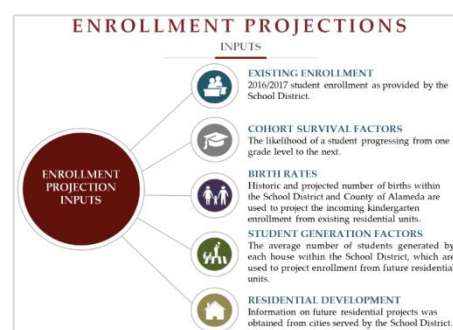 ENROLLMENT PROJECTIONS
INPUTS
ENROLLMENT
PROJECTION
INPUTS
EXISTING ENROLLMENT
2016/2017 student enrollment as provided by the
School District.
COHORT SURVIVAL FACTORS
The likelihood of a student progressing from one
grade level to the next.
BIRTH RATES
Historic and projected number of births within
the School District and County of Alameda are
used to project the incoming kindergarten
enrollment from existing residential units.
STUDENT GENERATION FACTORS
The average number of students generated by
each house within the School District, which are
used to project enrollment from future residential
units.
RESIDENTIAL DEVELOPMENT
Information on future residential projects was
obtained from cities served by the School District.